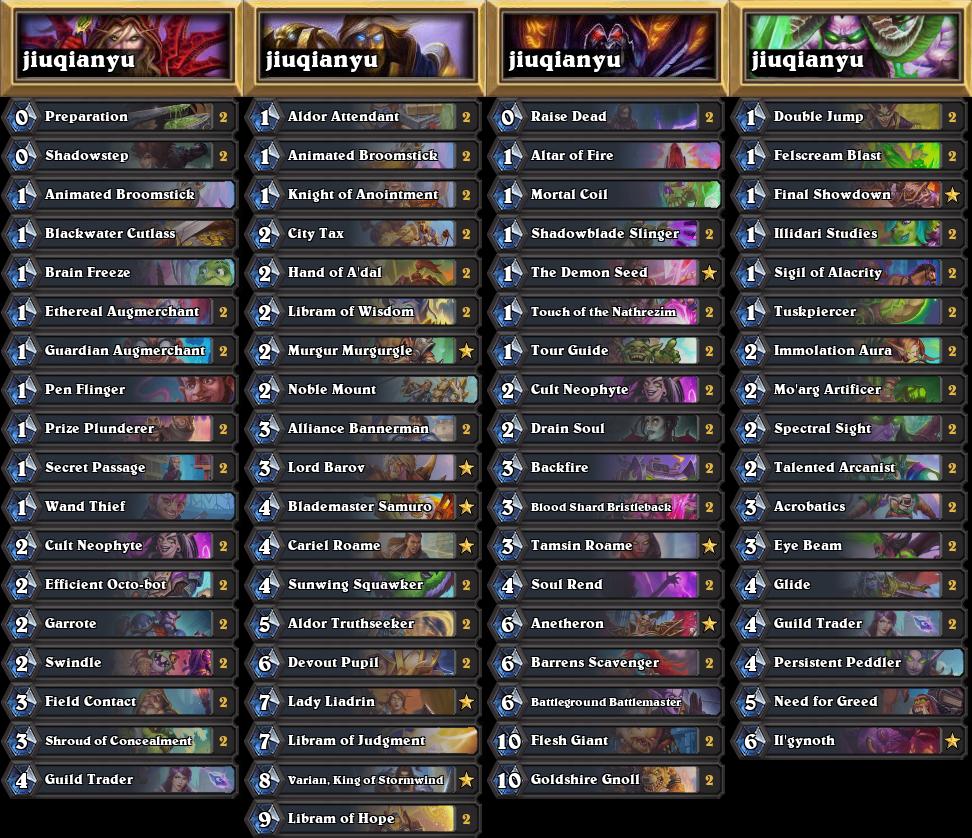 jiuqianyu
0 Preparation 2
0 Shadowstep 2
1 Animated Broomstick
1 Blackwater Cutlass
1 Brain Freeze
1 Ethereal Augmerchant 2
1 Guardian Augmerchant 2
1 Pen Flinger
1 Prize Plunderer 2
1 Secret Passage 2
1 Wand Thief
2 Cult Neophyte 2
2 Efficient Octo-bot 2
2 Garrote 2
2 Swindle 2
3 Field Contact 2
3 Shroud of Concealment 2
4 Guild Trader
jiuqianyu
1 Aldor Attendant 2
1 Animated Broomstick 2
1 Knight of Anointment 2
2 City Tax 2
2 Hand of A'dal 2
2 Libram of Wisdom 2
2 Murgur Murgurgle
2 Noble Mount
3 Alliance Bannerman 2
3 Lord Barov
4 Blademaster Samuro
4 Cariel Roame
4 Sunwing Squawker 2
5 Aldor Truthseeker 2
6 Devout Pupil 2
7 Lady Liadrin
7 Libram of Judgment
8 Varian, King of Stormwind
9 Libram of Hope 2
jiuqianyu
0 Raise Dead 2
1 Altar of Fire
1 Mortal Coil
1 Shadowblade Slinger 2
1 The Demon Seed
1 Touch of the Nathrezim 2
1 Tour Guide 2
2 Cult Neophyte 2
2 Drain Soul 2
3 Backfire 2
3 Blood Shard Bristleback 2
3 Tamsin Roame
4 Soul Rend 2
6 Anetheron
6 Barrens Scavenger 2
6 Battleground Battlemaster
10 Flesh Giant 2
10 Goldshire Gnoll 2
jiuqianyu
1 Double Jump 2
1 Felscream Blast 2
1 Final Showdown
1 Illidari Studies 2
1 Sigil of Alacrity 2
1 Tuskpiercer 2
2 Immolation Aura 2
2 Mo'arg Artificer 2
2 Spectral Sight 2
2 Talented Arcanist 2
3 Acrobatics 2
3 Eye Beam 2
4 Glide 2
4 Guild Trader 2
4 Persistent Peddler
5 Need for Greed 2
6 Il'gynoth